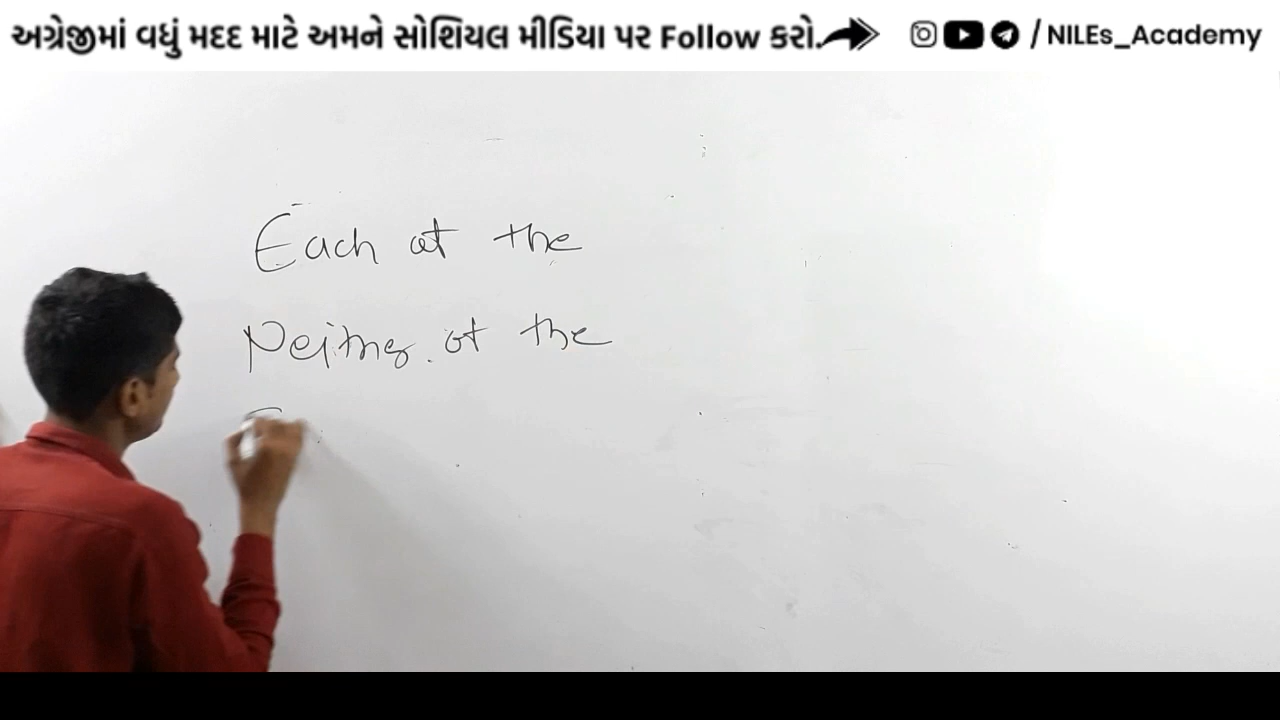 અગ્રેજીમાં વધું મદદ માટે અમને સોશિયલ મીડિયા પર Follow કરો. / NILEs_Academy
Each of the
Neither of the